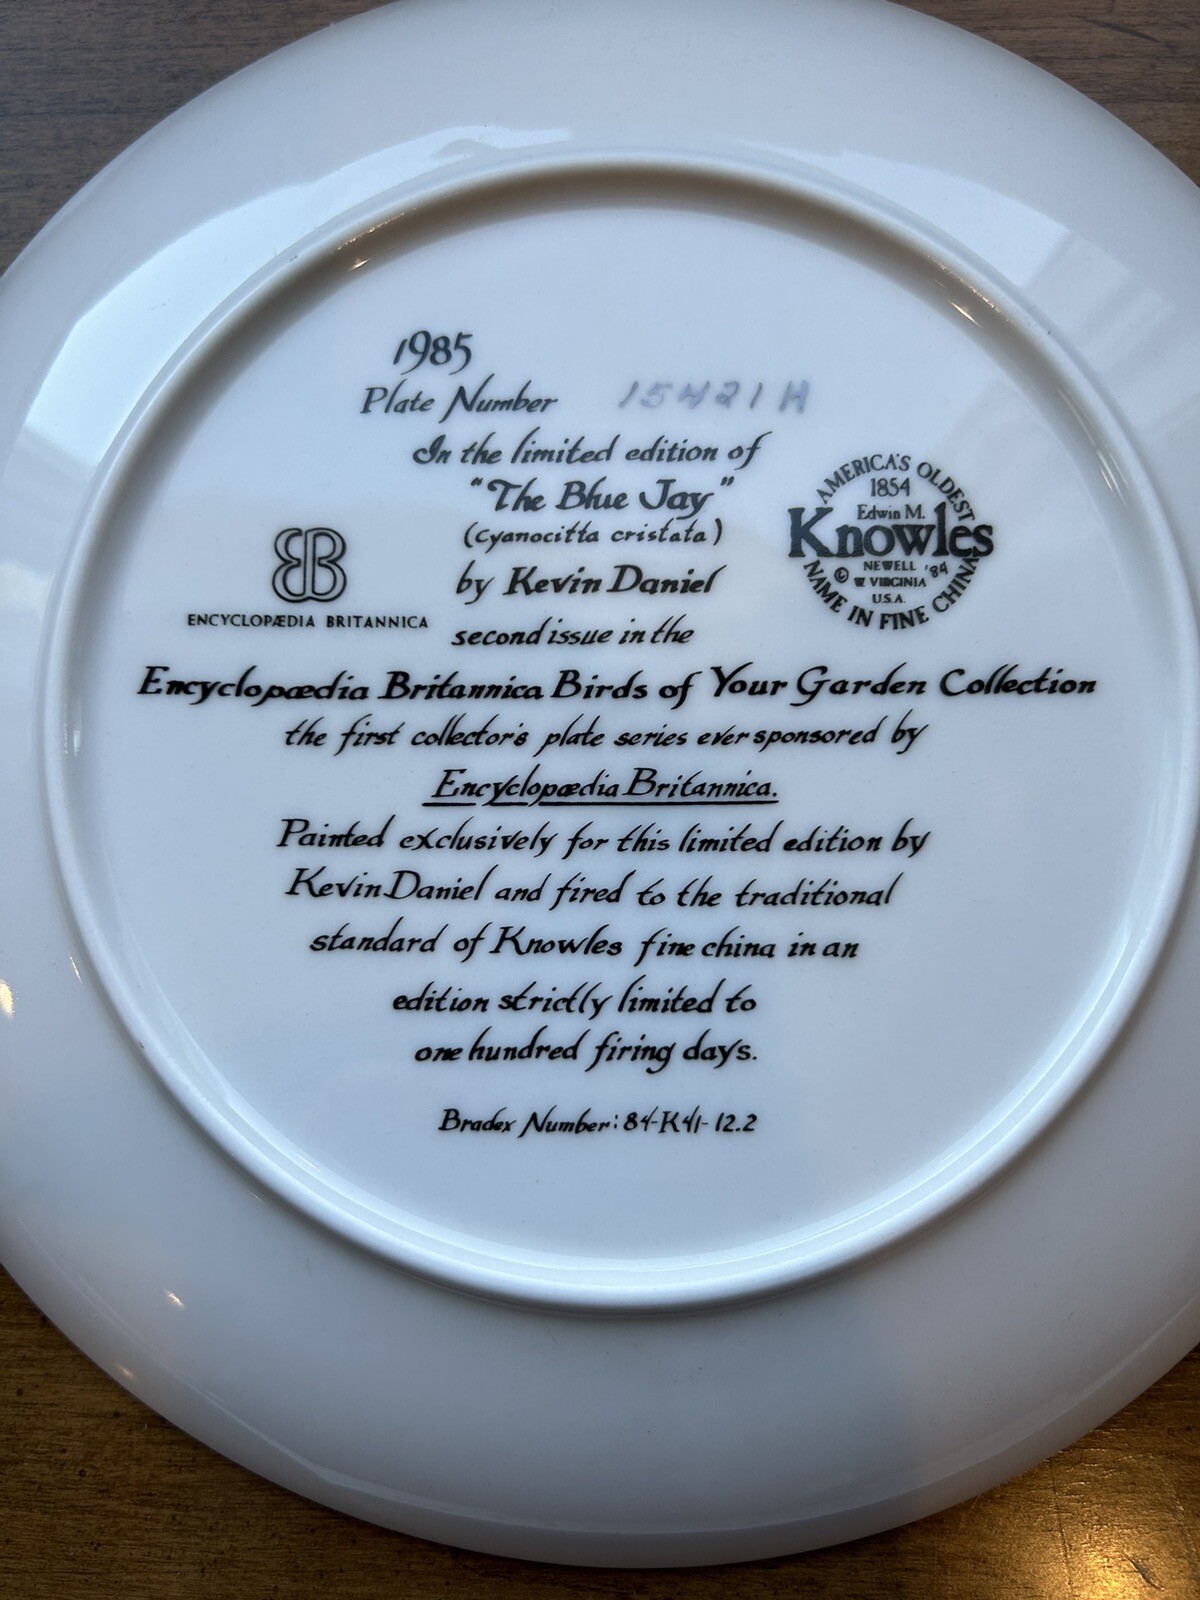 1985
Plate Number 15421H
In the limited edition of
"The Blue Jay"
(Cyanocitta cristata)
by Kevin Daniel
second issue in the
Encyclopædia Britannica Birds of Your Garden Collection
the first collector's plate series ever sponsored by
Encyclopædia Britannica.
Painted exclusively for this limited edition by
Kevin Daniel and fired to the traditional
standard of Knowles fine china in an
edition strictly limited to
one hundred firing days.
Bradex Number: 84-K41-12.2
EB
ENCYCLOPÆDIA BRITANNICA
AMERICA'S OLDEST
1854
Edwin M.
Knowles
© NEWELL '84
W. VIRGINIA
U.S.A.
NAME IN FINE CHINA